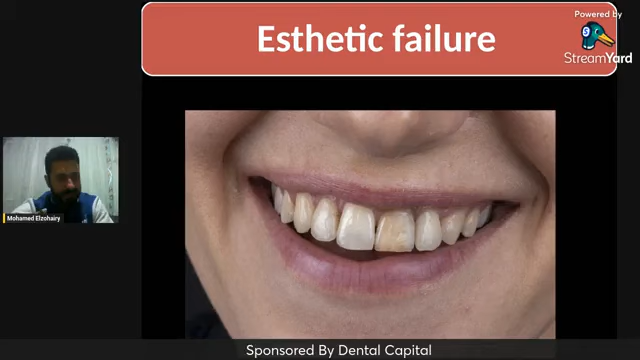 Esthetic failure
Powered by
StreamYard
Mohamed Elzohairy
Sponsored By Dental Capital